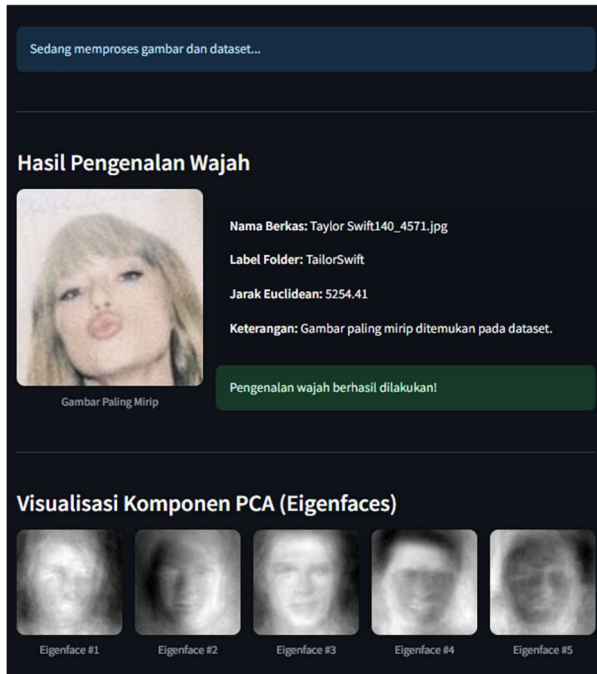 Sedang memproses gambar dan dataset...
Hasil Pengenalan Wajah
Nama Berkas: Taylor Swift140_4571.jpg
Label Folder: TailorSwift
Jarak Euclidean: 5254.41
Keterangan: Gambar paling mirip ditemukan pada dataset.
Pengenalan wajah berhasil dilakukan!
Gambar Paling Mirip
Visualisasi Komponen PCA (Eigenfaces)
Eigenface #1
Eigenface #2
Eigenface #3
Eigenface #4
Eigenface #5